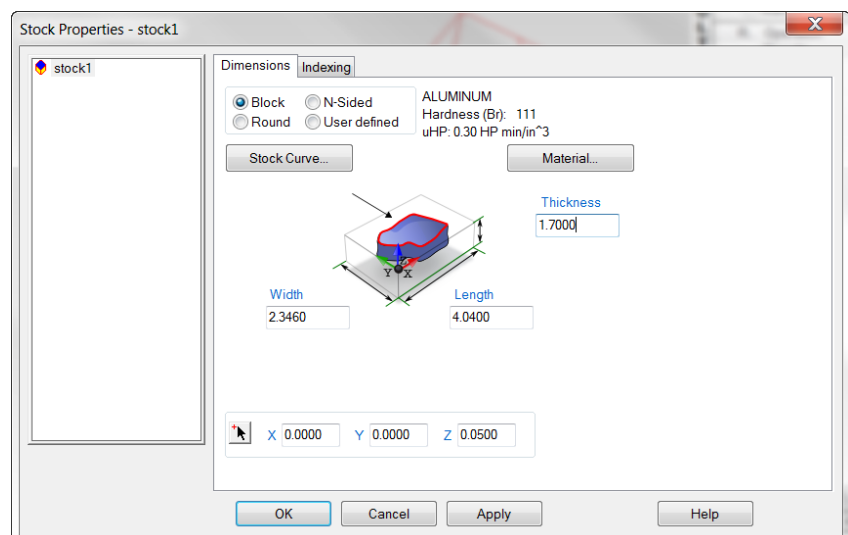 Stock Properties - stock1
X
stock1
Dimensions Indexing
Block N-Sided
Round User defined
ALUMINUM
Hardness (Br): 111
uHP: 0.30 HP min/in^3
Stock Curve...
Material...
Thickness
1.7000
Z
Y X
Width
2.3460
Length
4.0400
X 0.0000 Y 0.0000 Z 0.0500
OK Cancel Apply Help